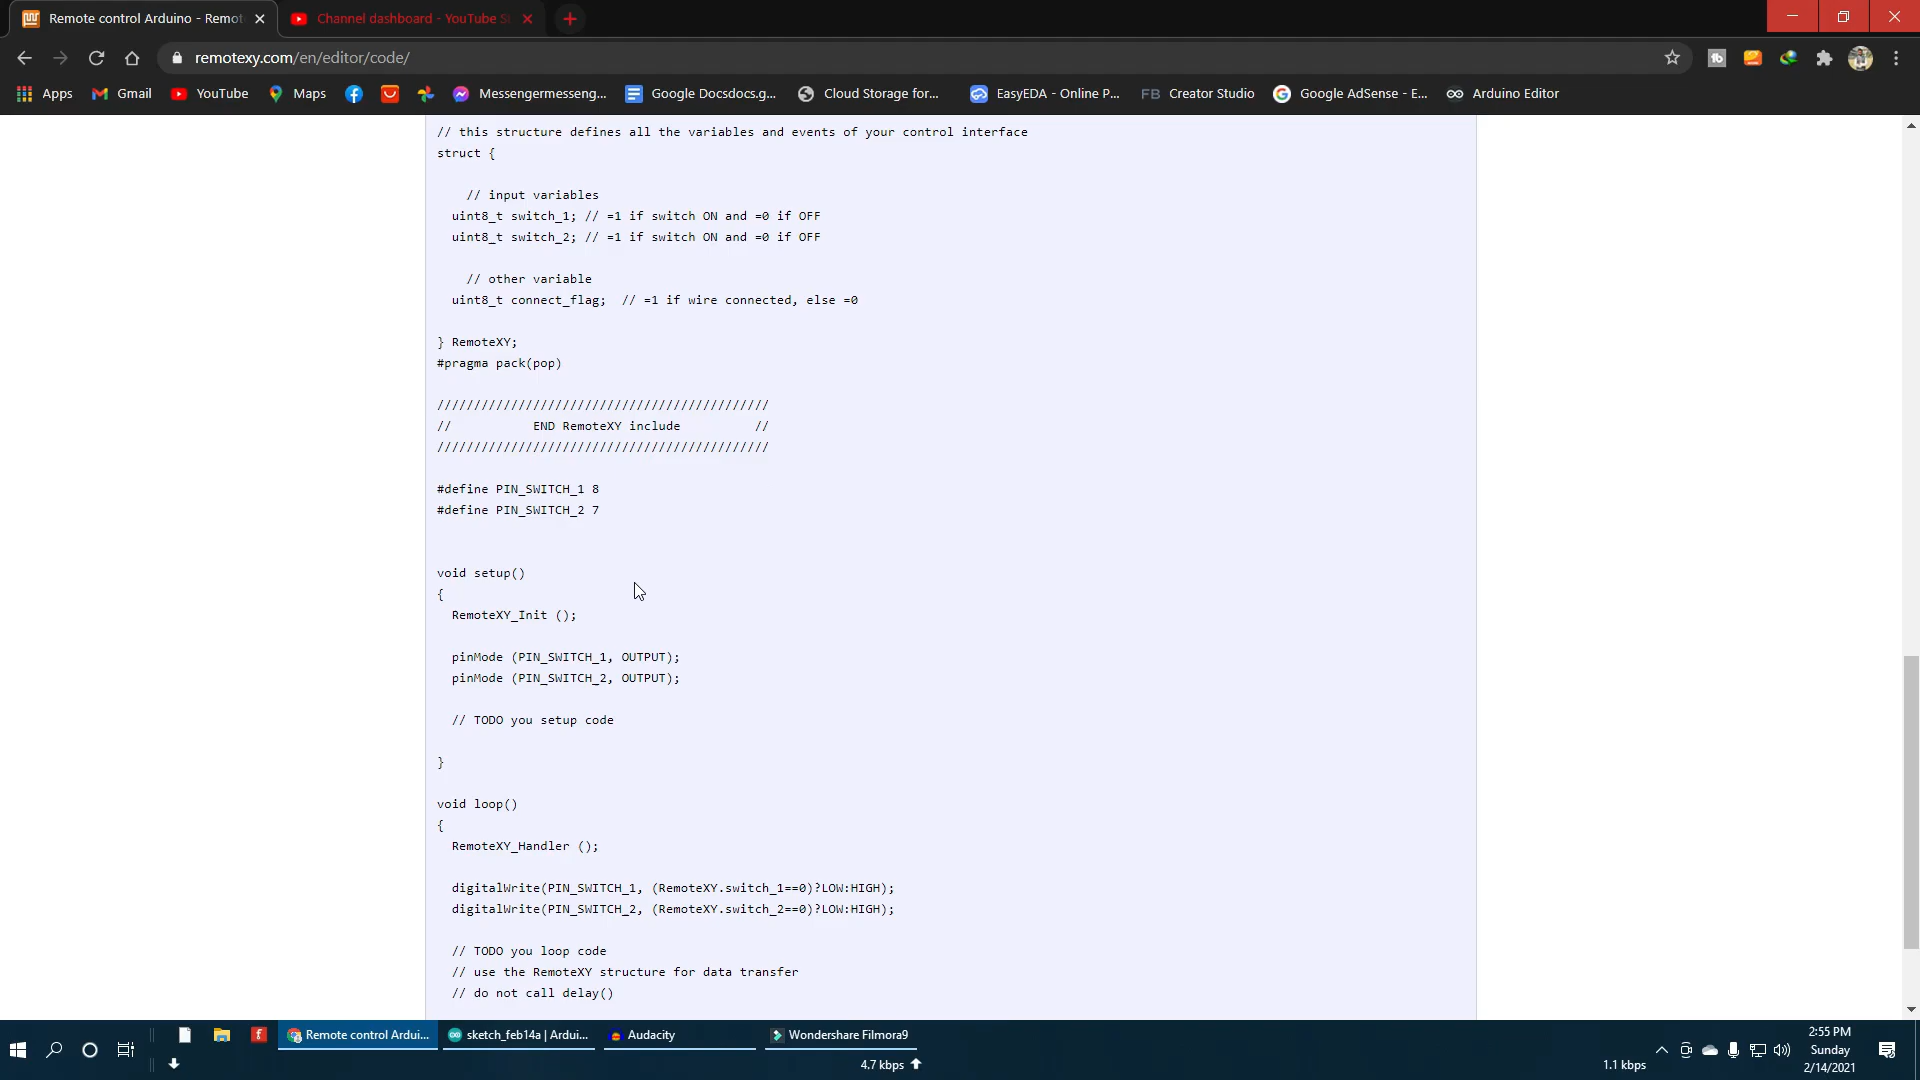 Remote control Arduino - Remot
Channel dashboard - YouTube St
remotexy.com/en/editor/code/
Apps
Gmail
YouTube
Maps
Messengermesseng...
Google Docsdocs.g...
Cloud Storage for...
EasyEDA - Online P...
FB Creator Studio
Google AdSense - E...
Arduino Editor
// this structure defines all the variables and events of your control interface
struct {
// input variables
uint8_t switch_1; // =1 if switch ON and =0 if OFF
uint8_t switch_2; // =1 if switch ON and =0 if OFF
// other variable
uint8_t connect_flag;  // =1 if wire connected, else =0
} RemoteXY;
#pragma pack(pop)
/////////////////////////////////////////////
//           END RemoteXY include          //
/////////////////////////////////////////////
#define PIN_SWITCH_1 8
#define PIN_SWITCH_2 7
void setup()
{
RemoteXY_Init ();
pinMode (PIN_SWITCH_1, OUTPUT);
pinMode (PIN_SWITCH_2, OUTPUT);
// TODO you setup code
}
void loop()
{
RemoteXY_Handler ();
digitalWrite(PIN_SWITCH_1, (RemoteXY.switch_1==0)?LOW:HIGH);
digitalWrite(PIN_SWITCH_2, (RemoteXY.switch_2==0)?LOW:HIGH);
// TODO you loop code
// use the RemoteXY structure for data transfer
// do not call delay()
Remote control Ardui...
sketch_feb14a | Ardui...
Audacity
Wondershare Filmora9
4.7 kbps
1.1 kbps
2:55 PM
Sunday
2/14/2021